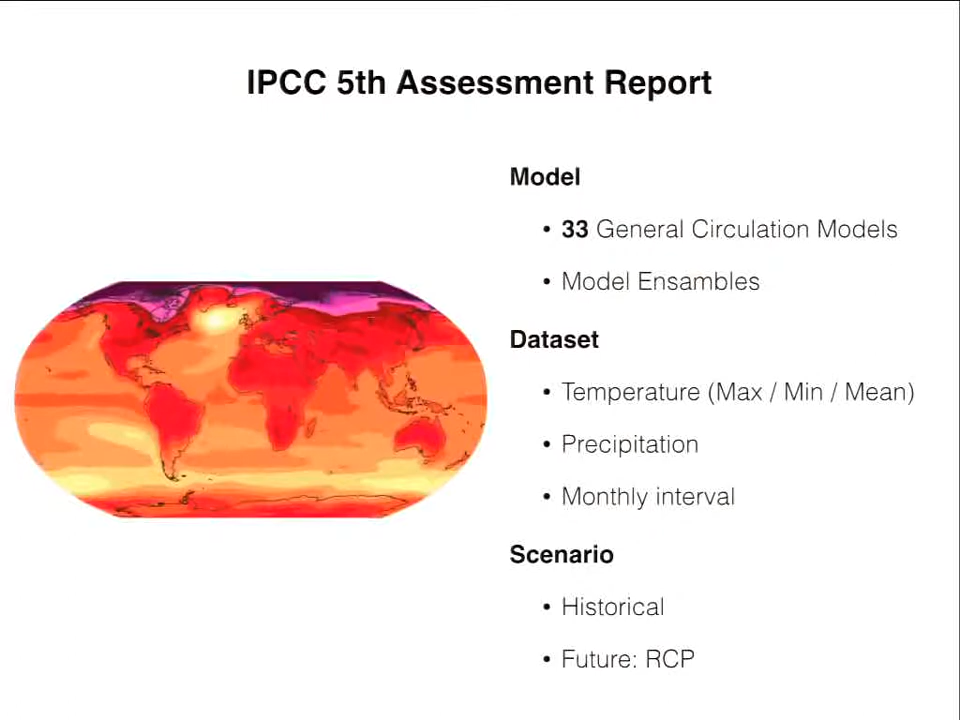 IPCC 5th Assessment Report
Model
• 33 General Circulation Models
• Model Ensambles
Dataset
• Temperature (Max / Min / Mean)
• Precipitation
• Monthly interval
Scenario
• Historical
• Future: RCP